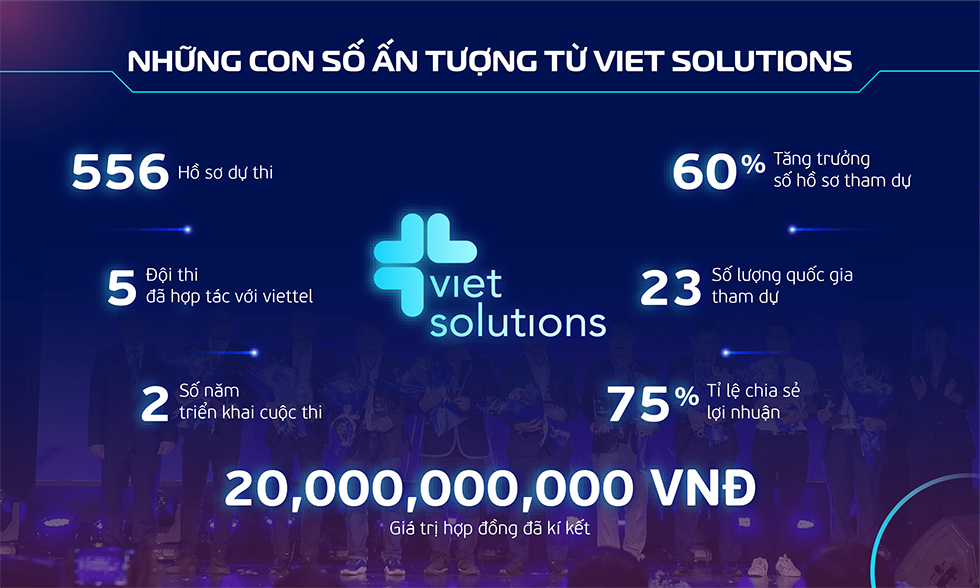 NHỮNG CON SỐ ẤN TƯỢNG TỪ VIET SOLUTIONS
556 Hồ sơ dự thi
5 Đội thi
đã hợp tác với viettel
2 Số năm
triển khai cuộc thi
viet
solutions
60% Tăng trưởng
số hồ sơ tham dự
23 Số lượng quốc gia
tham dự
75% Tỉ lệ chia sẻ
lợi nhuận
20,000,000,000 VNĐ
Giá trị hợp đồng đã kí kết